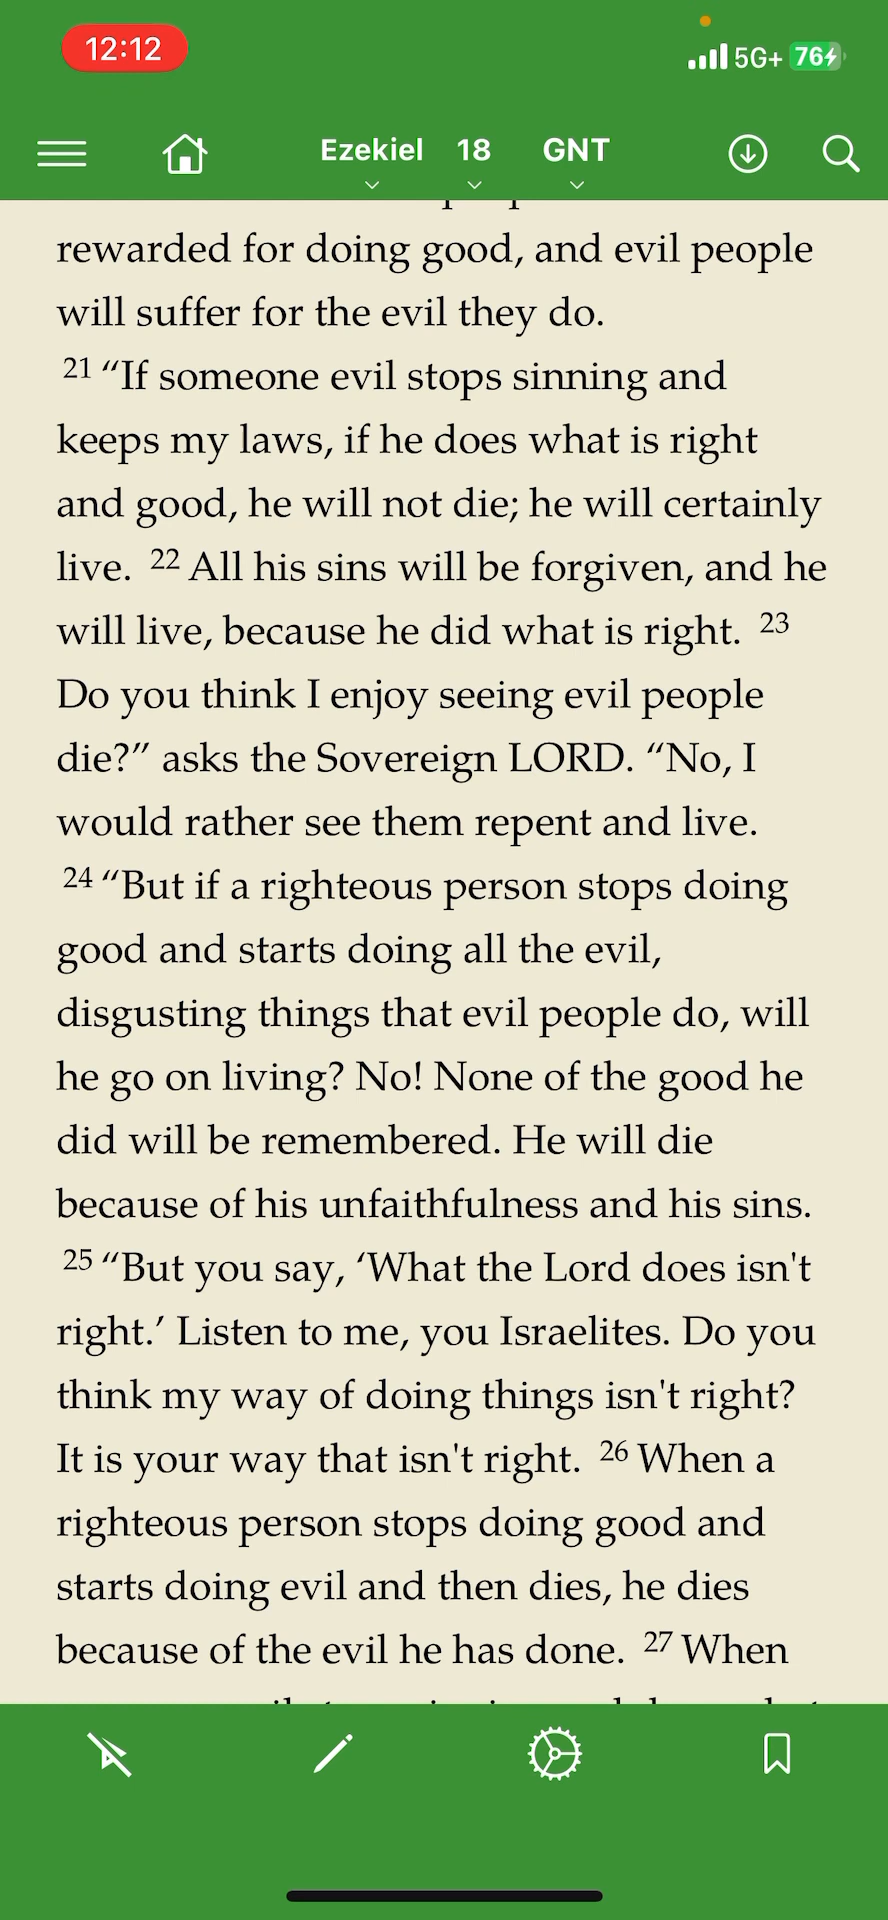 12:12
5G+ 76
Ezekiel 18 GNT
rewarded for doing good, and evil people
will suffer for the evil they do.
21 “If someone evil stops sinning and
keeps my laws, if he does what is right
and good, he will not die; he will certainly
live. 22 All his sins will be forgiven, and he
will live, because he did what is right. 23
Do you think I enjoy seeing evil people
die?” asks the Sovereign LORD. “No, I
would rather see them repent and live.
24 “But if a righteous person stops doing
good and starts doing all the evil,
disgusting things that evil people do, will
he go on living? No! None of the good he
did will be remembered. He will die
because of his unfaithfulness and his sins.
25 “But you say, ‘What the Lord does isn't
right.’ Listen to me, you Israelites. Do you
think my way of doing things isn't right?
It is your way that isn't right. 26 When a
righteous person stops doing good and
starts doing evil and then dies, he dies
because of the evil he has done. 27 When